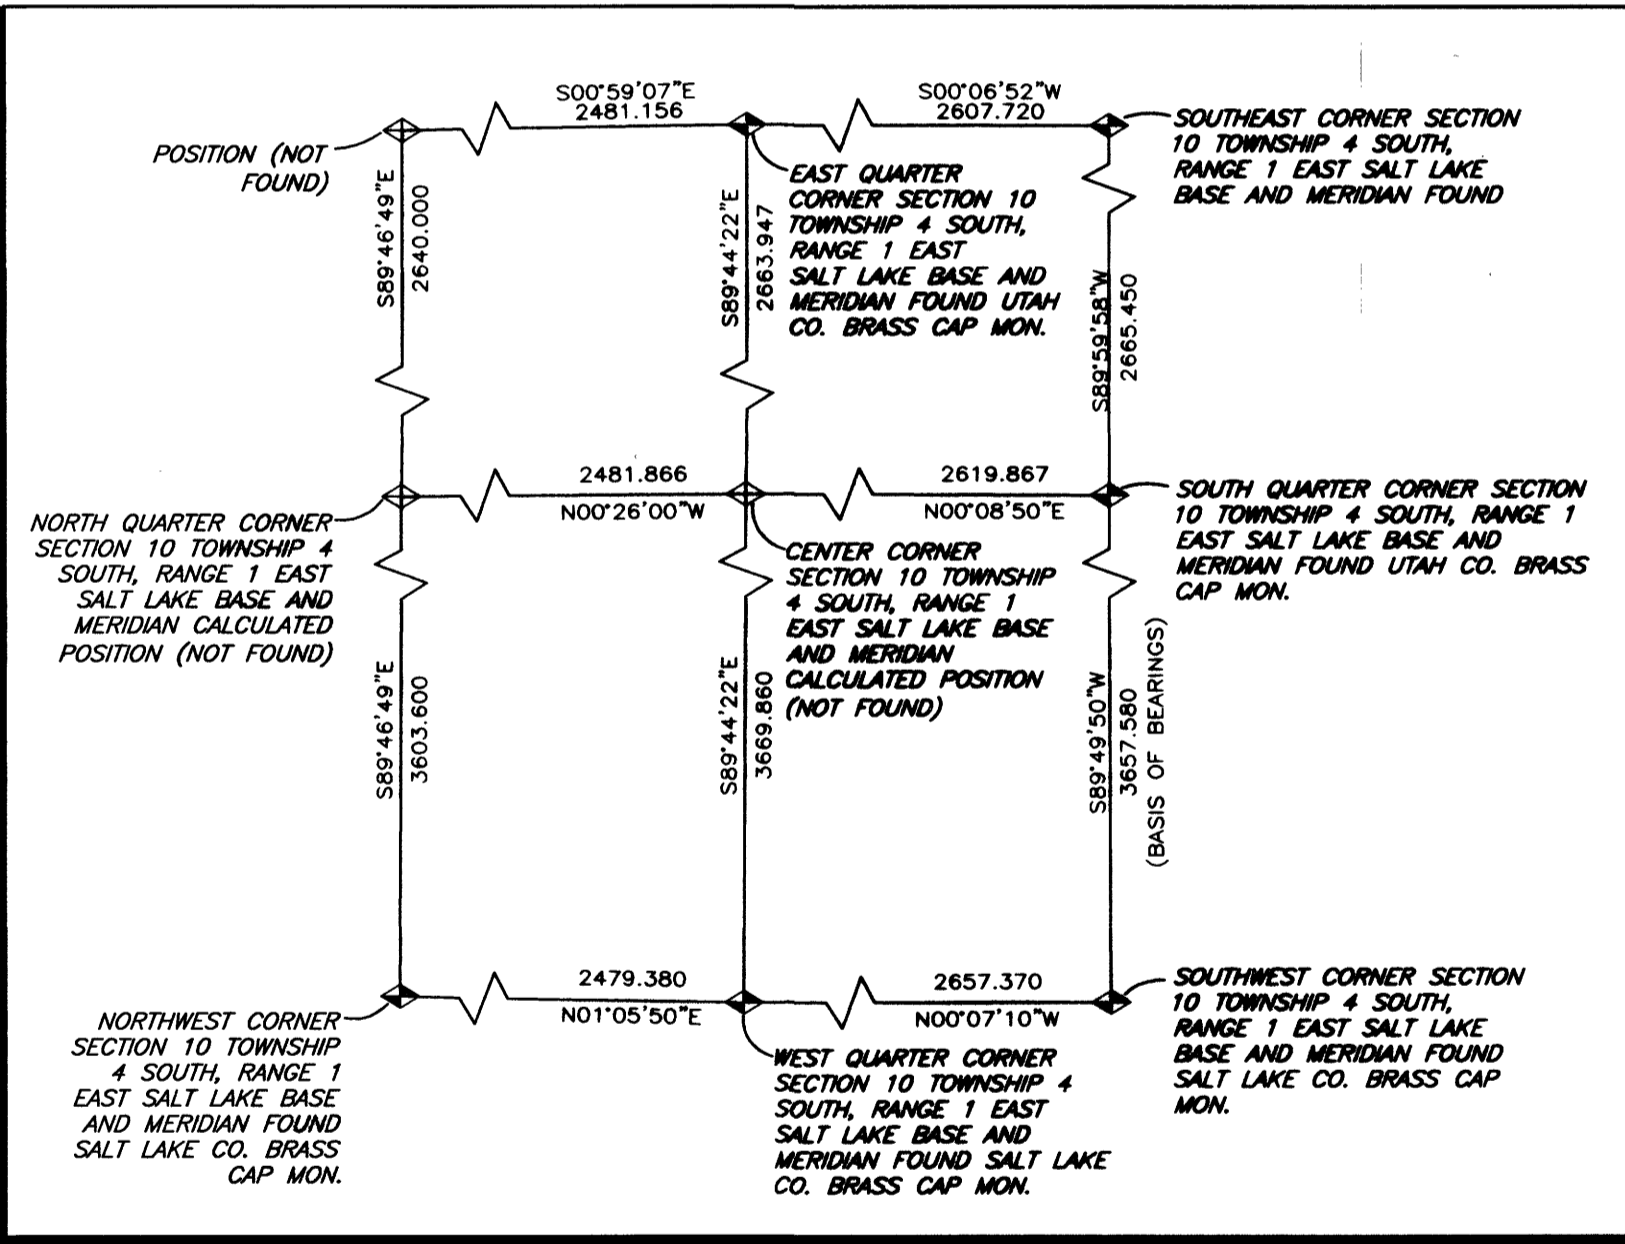 S00°59'07"E
2481.156
S00°06'52"W
2607.720
POSITION (NOT
FOUND)
SOUTHEAST CORNER SECTION
10 TOWNSHIP 4 SOUTH,
RANGE 1 EAST SALT LAKE
BASE AND MERIDIAN FOUND
S89°46'49"E
2640.000
S89°44'22"E
2663.947
EAST QUARTER
CORNER SECTION 10
TOWNSHIP 4 SOUTH,
RANGE 1 EAST
SALT LAKE BASE AND
MERIDIAN FOUND UTAH
CO. BRASS CAP MON.
S89°59'58"W
2665.450
2481.866
N00°26'00"W
2619.867
N00°08'50"E
NORTH QUARTER CORNER
SECTION 10 TOWNSHIP 4
SOUTH, RANGE 1 EAST
SALT LAKE BASE AND
MERIDIAN CALCULATED
POSITION (NOT FOUND)
CENTER CORNER
SECTION 10 TOWNSHIP
4 SOUTH, RANGE 1
EAST SALT LAKE BASE
AND MERIDIAN
CALCULATED POSITION
(NOT FOUND)
SOUTH QUARTER CORNER SECTION
10 TOWNSHIP 4 SOUTH, RANGE 1
EAST SALT LAKE BASE AND
MERIDIAN FOUND UTAH CO. BRASS
CAP MON.
S89°46'49"E
3603.600
S89°44'22"E
3669.860
S89°49'50"W
3657.580
(BASIS OF BEARINGS)
2479.380
N01°05'50"E
2657.370
N00°07'10"W
NORTHWEST CORNER
SECTION 10 TOWNSHIP
4 SOUTH, RANGE 1
EAST SALT LAKE BASE
AND MERIDIAN FOUND
SALT LAKE CO. BRASS
CAP MON.
WEST QUARTER CORNER
SECTION 10 TOWNSHIP 4
SOUTH, RANGE 1 EAST
SALT LAKE BASE AND
MERIDIAN FOUND SALT LAKE
CO. BRASS CAP MON.
SOUTHWEST CORNER SECTION
10 TOWNSHIP 4 SOUTH,
RANGE 1 EAST SALT LAKE
BASE AND MERIDIAN FOUND
SALT LAKE CO. BRASS CAP
MON.